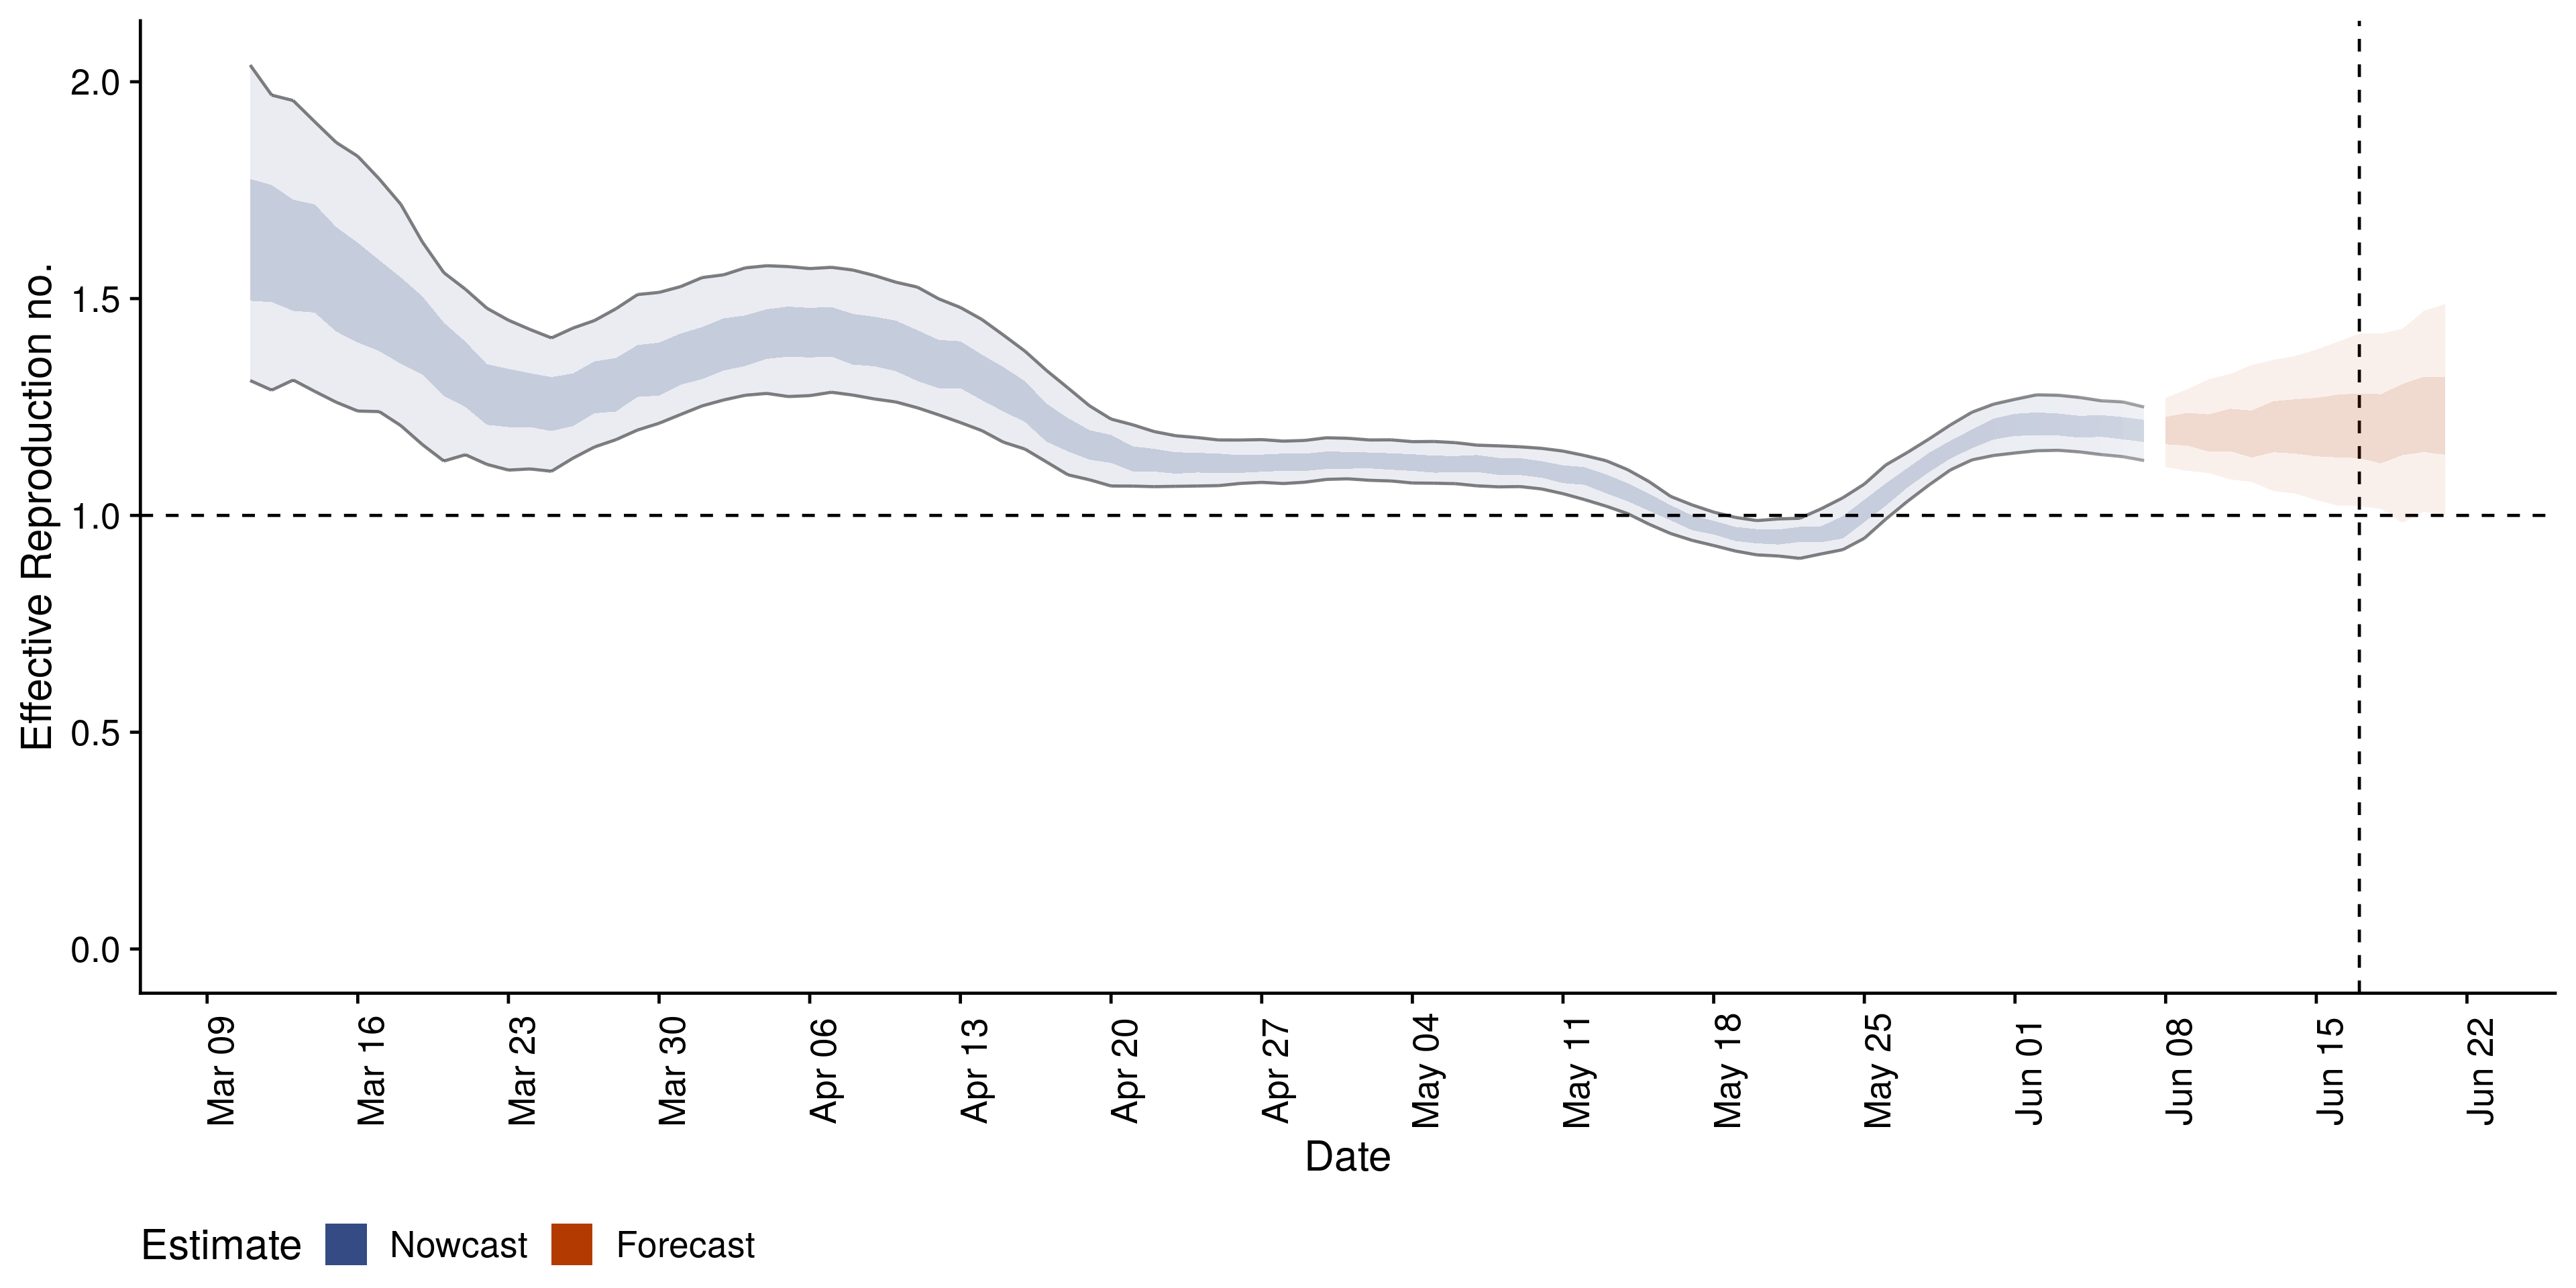 Effective Reproduction no.
2.0
1.5
1.0
0.5
0.0
Mar 09
Mar 16
Mar 23
Mar 30
Apr 06
Apr 13
Apr 20
Apr 27
May 04
May 11
May 18
May 25
Jun 01
Jun 08
Jun 15
Jun 22
Date
Estimate Nowcast Forecast